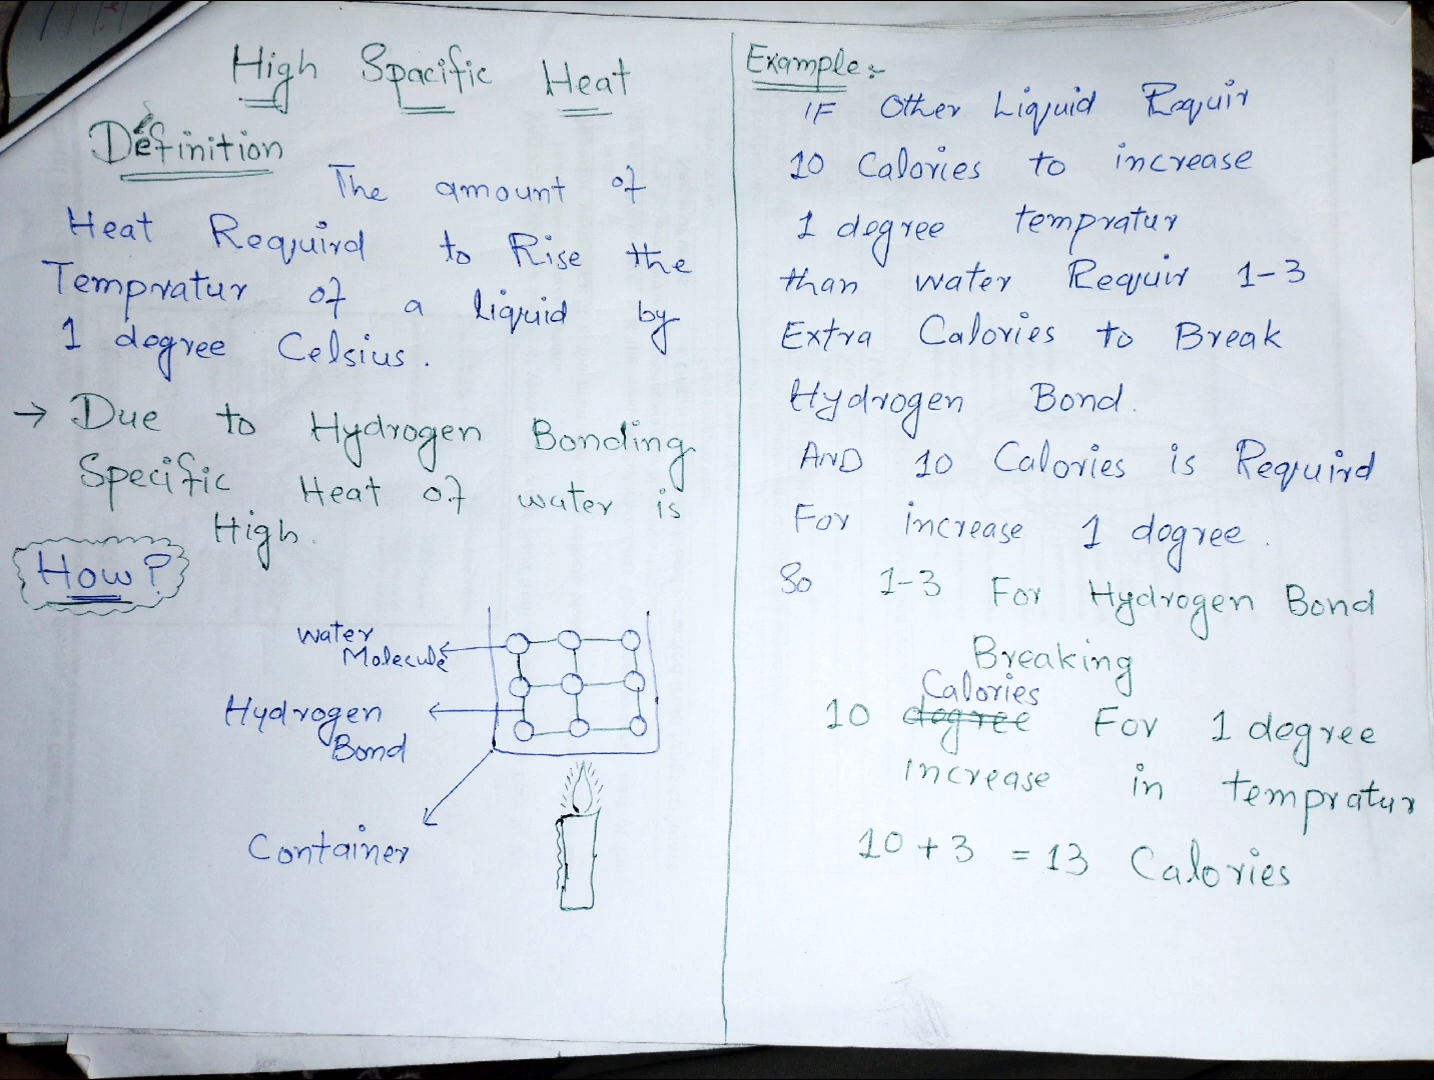 High Spacific Heat
Definition
The amount of
Heat Requird to Rise the
Tempratur of a liquid by
1 degree Celsius.
→ Due to Hydrogen Bonding
Specific Heat of water is
High.
How?
Water
Molecule
Hydrogen
Bond
Container
Example:-
IF Other Liquid Requir
10 Calories to increase
1 degree tempratur
than water Requir 1-3
Extra Calories to Break
Hydrogen Bond.
AND 10 Calories is Requird
For increase 1 degree.
So 1-3 For Hydrogen Bond
Breaking
Calories
10 degree For 1 degree
increase in tempratur
10 + 3 = 13 Calories